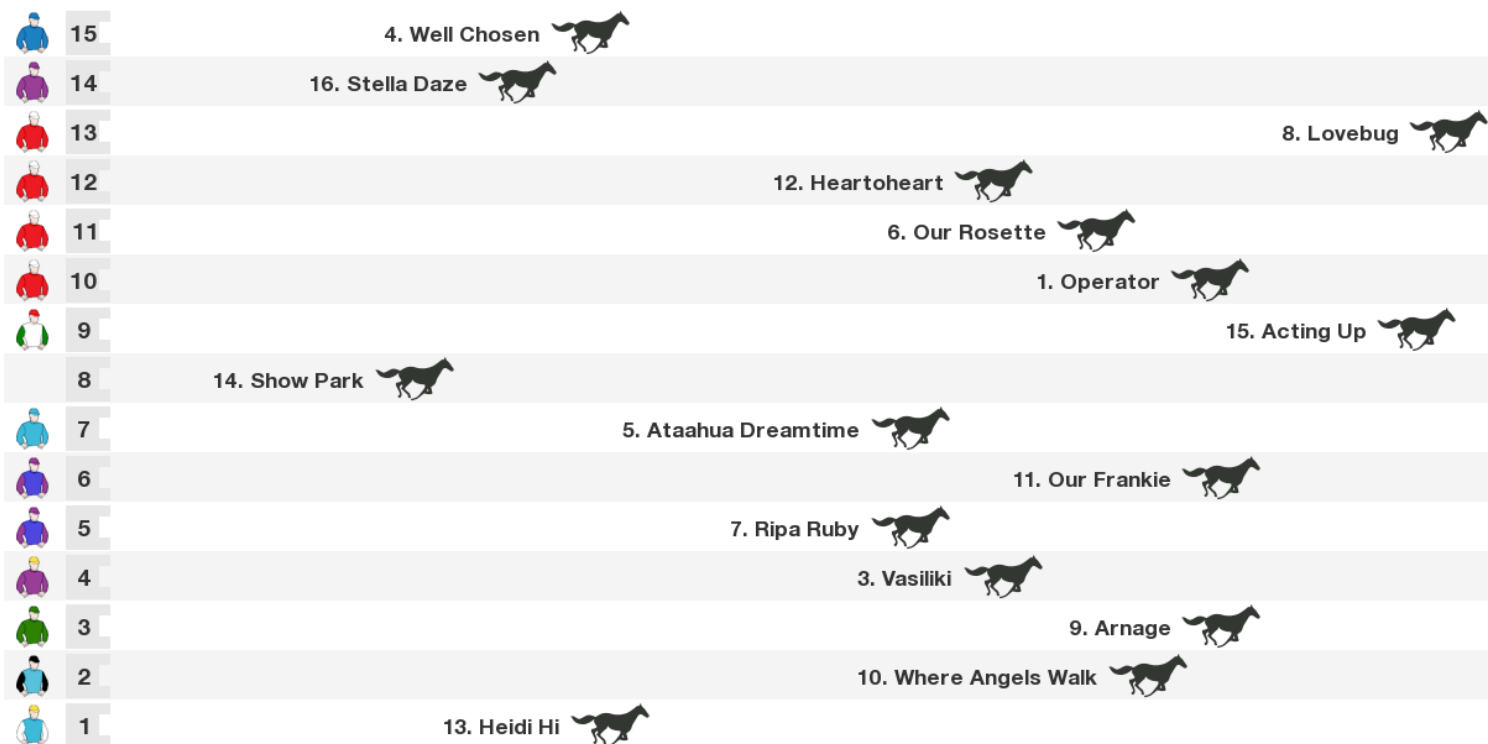 15 4. Well Chosen
14 16. Stella Daze
13 8. Lovebug
12 12. Heartoheart
11 6. Our Rosette
10 1. Operator
9 15. Acting Up
8 14. Show Park
7 5. Ataahua Dreamtime
6 11. Our Frankie
5 7. Ripa Ruby
4 3. Vasiliki
3 9. Arnage
2 10. Where Angels Walk
1 13. Heidi Hi